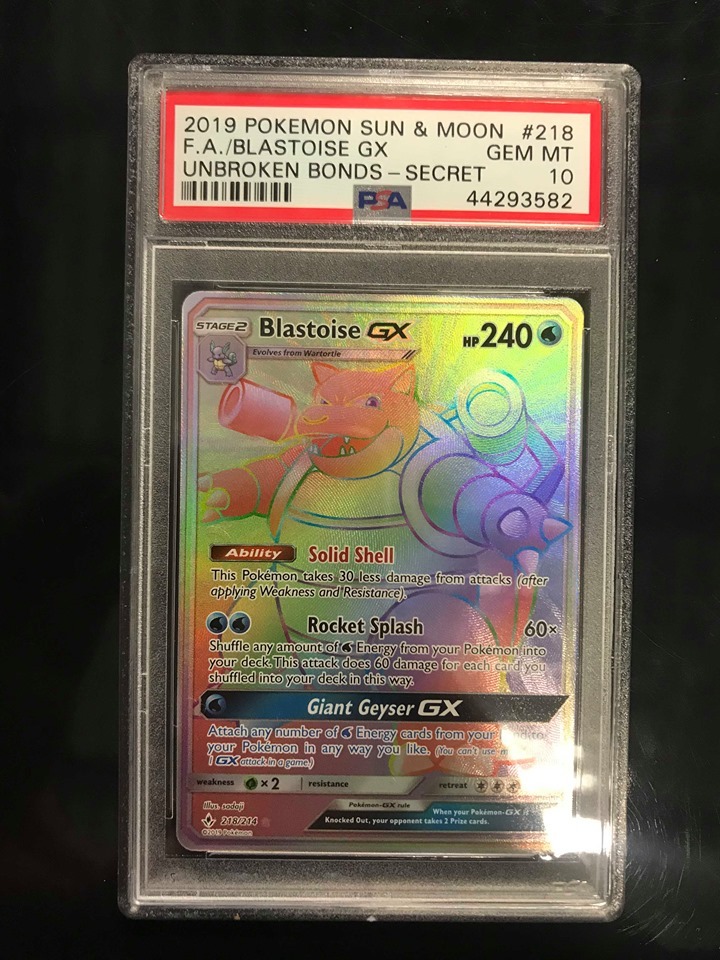 2019 POKEMON SUN & MOON #218
F.A./BLASTOISE GX GEM MT
UNBROKEN BONDS – SECRET 10
PSA 44293582
STAGE2 Blastoise GX HP240
Evolves from Wartortle
Ability Solid Shell
This Pokémon takes 30 less damage from attacks (after
applying Weakness and Resistance).
Rocket Splash 60×
Shuffle any amount of Energy from your Pokémon into
your deck. This attack does 60 damage for each card you
shuffled into your deck in this way.
Giant Geyser GX
Attach any number of Energy cards from your
your Pokémon in any way you like. (You can't use
1 GX attack in a game.)
weakness ×2 resistance retreat
Illus. sadaji Pokémon-GX rule When your Pokémon-GX
218/214 Knocked Out, your opponent takes 2 Prize cards.
©2019 Pokémon